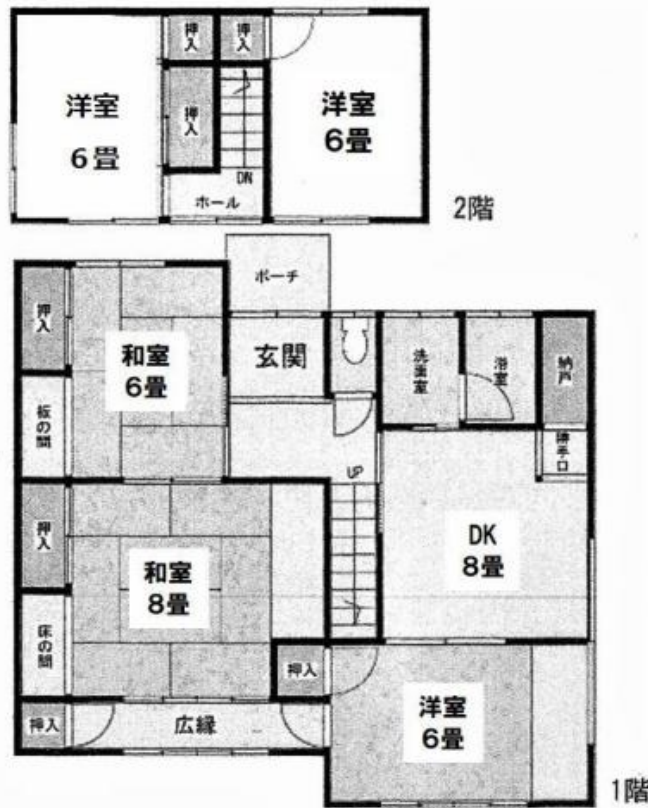 押入
押入
洋室
6畳
押入
洋室
6畳
DN
ホール
2階
ポーチ
押入
和室
6畳
玄関
洗面室
浴室
納戸
板の間
勝手口
UP
押入
和室
8畳
DK
8畳
床の間
押入
洋室
6畳
押入
広縁
1階